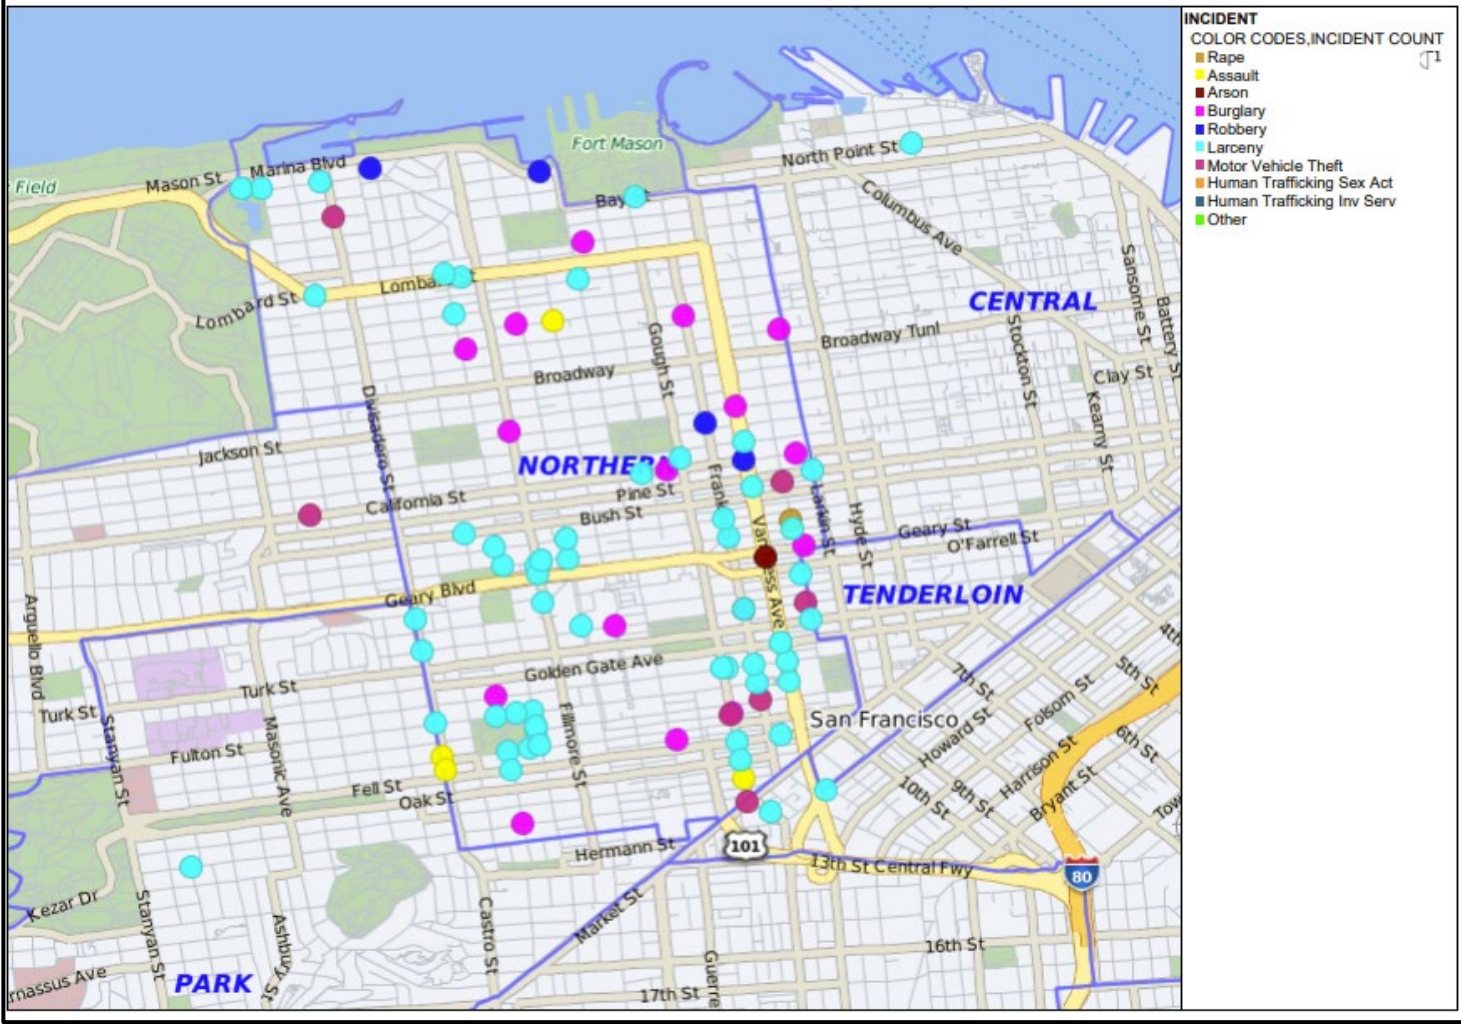 INCIDENT
COLOR CODES,INCIDENT COUNT
Rape
1
Assault
Arson
Burglary
Robbery
Larceny
Motor Vehicle Theft
Human Trafficking Sex Act
Human Trafficking Inv Serv
Other
Fort Mason
North Point St
Marina Blvd
Mason St
Field
Columbus Ave
Sansome St
CENTRAL
Battery St
Lombard St
Stockton St
Broadway Tunl
Gough St
Broadway
Clay St
Kearny St
Divisadero St
Jackson St
NORTHERN
California St
Pine St
Bush St
Larkin St
Hyde St
Geary St
O'Farrell St
Geary Blvd
TENDERLOIN
Arguello Blvd
4th
5th St
7th St
Golden Gate Ave
Turk St
Turk St
Folsom St
San Francisco
Howard St
6th St
Stanyan St
Masonic Ave
Fillmore St
Fulton St
Harrison St
Fell St
Oak St
9th St
10th St
Bryant St
Hermann St
101
13th St Central Fwy
80
Kezar Dr
Stanyan St
Ashbury St
Castro St
Market St
16th St
Guerre
rnassus Ave
PARK
17th St